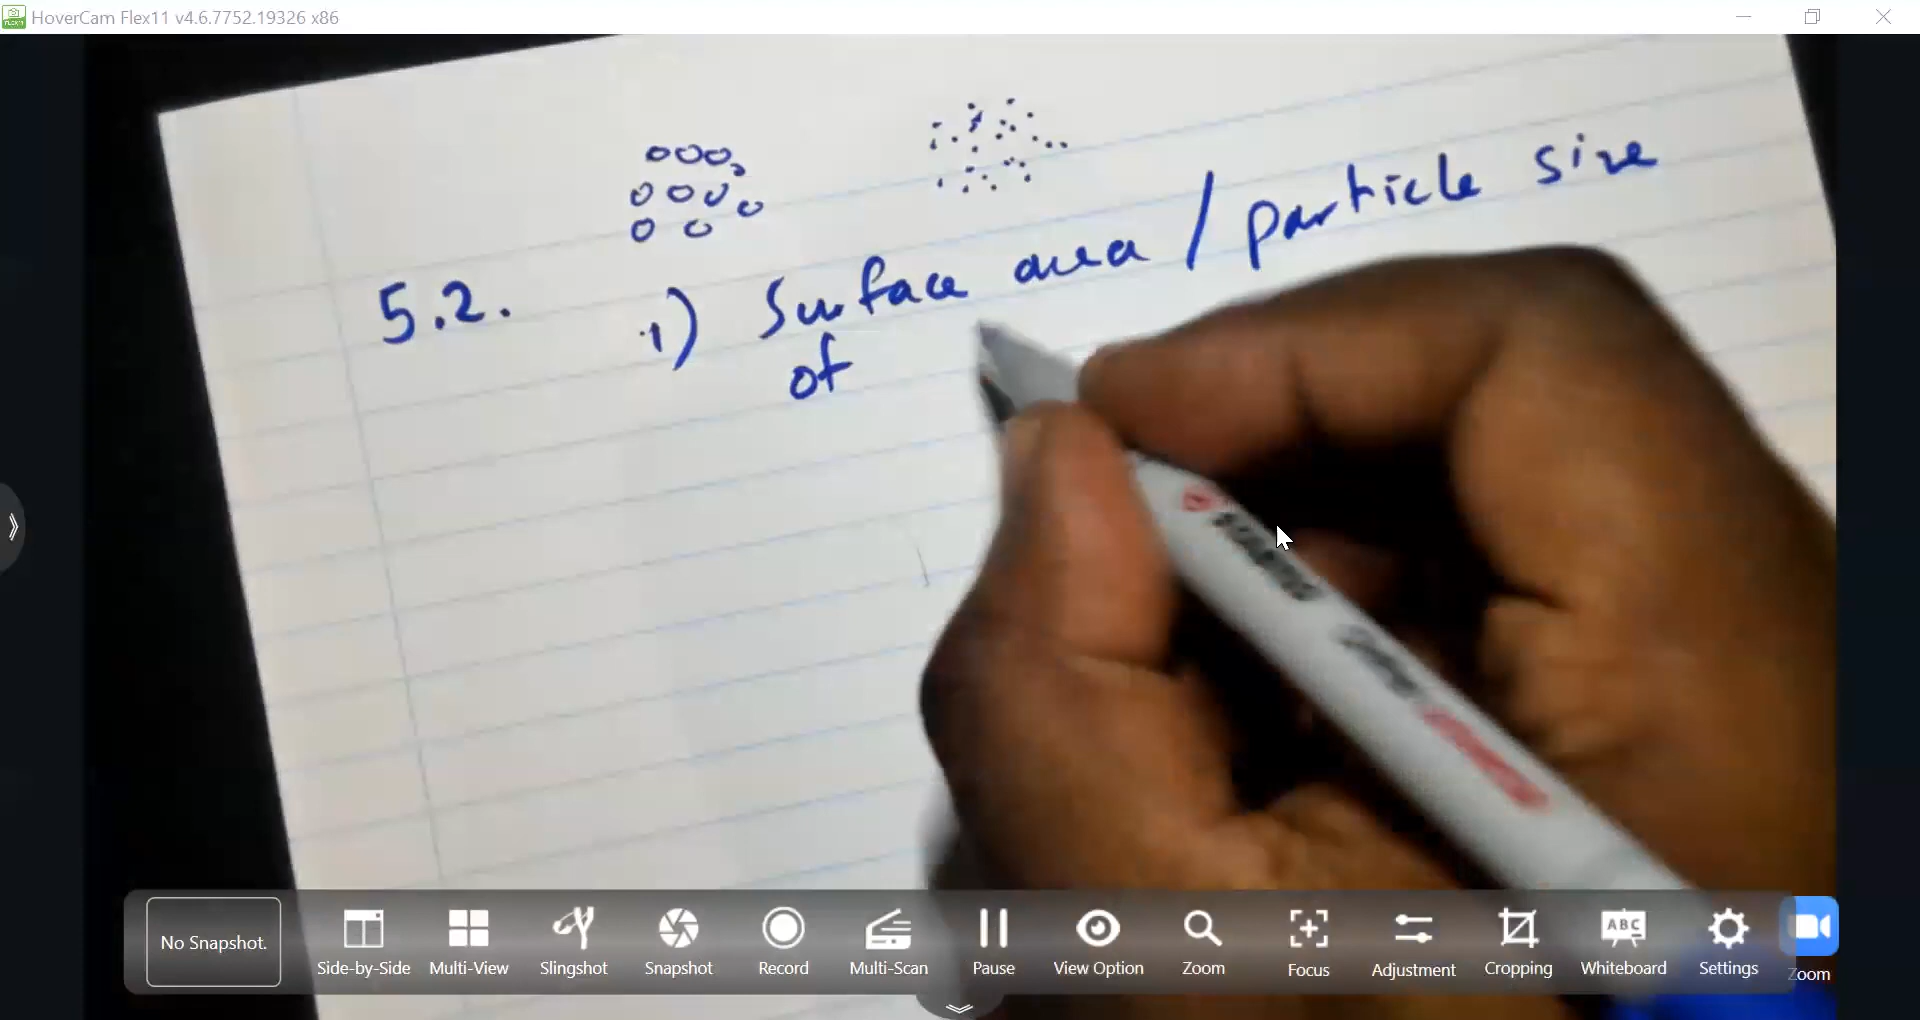 HoverCam Flex11 v4.6.7752.19326 x86
5.2. 1) Surface area / particle size
of
No Snapshot.
Side-by-Side
Multi-View
Slingshot
Snapshot
Record
Multi-Scan
Pause
View Option
Zoom
Focus
Adjustment
Cropping
ABC
Whiteboard
Settings
Zoom